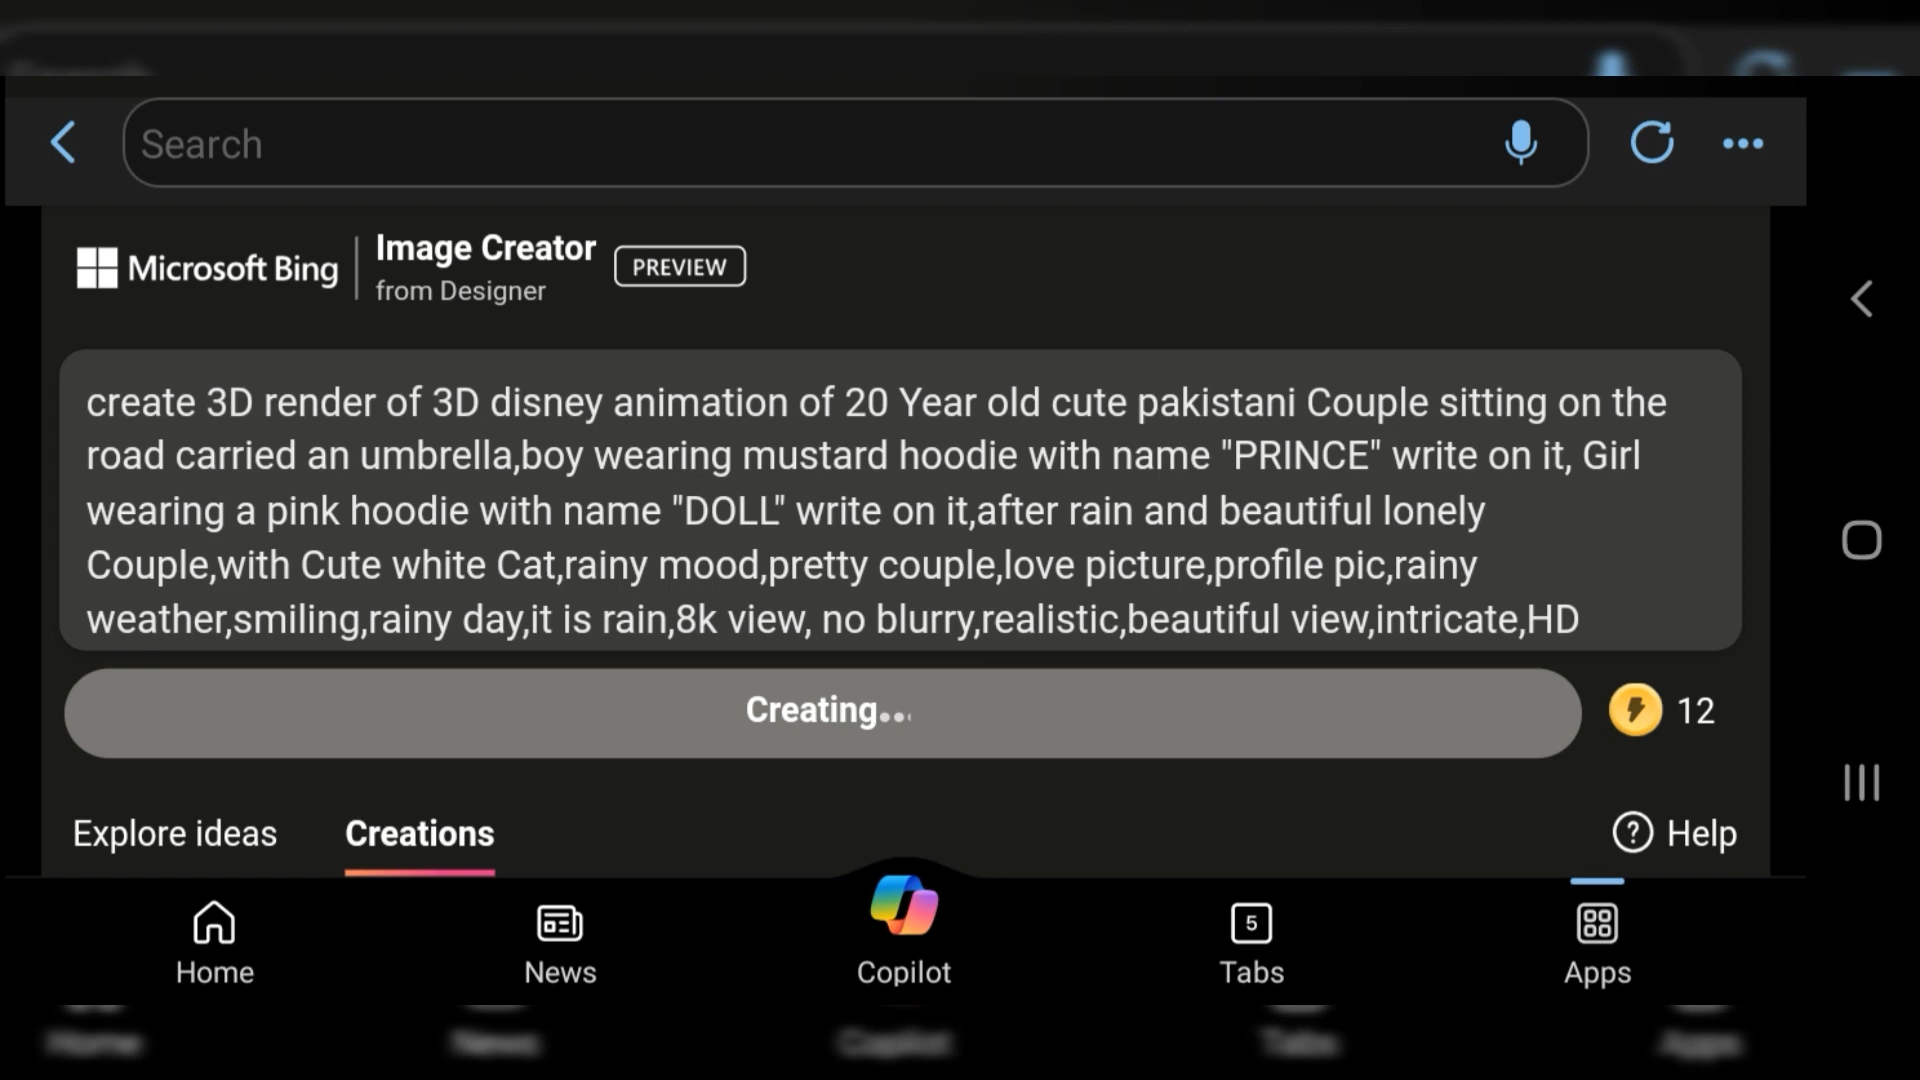 Search
Microsoft Bing
Image Creator
from Designer
PREVIEW
create 3D render of 3D disney animation of 20 Year old cute pakistani Couple sitting on the
road carried an umbrella,boy wearing mustard hoodie with name "PRINCE" write on it, Girl
wearing a pink hoodie with name "DOLL" write on it,after rain and beautiful lonely
Couple,with Cute white Cat,rainy mood,pretty couple,love picture,profile pic,rainy
weather,smiling,rainy day,it is rain,8k view, no blurry,realistic,beautiful view,intricate,HD
Creating...
12
Explore ideas
Creations
Help
5
Home
News
Copilot
Tabs
Apps
Home
News
Copilot
Tabs
Apps